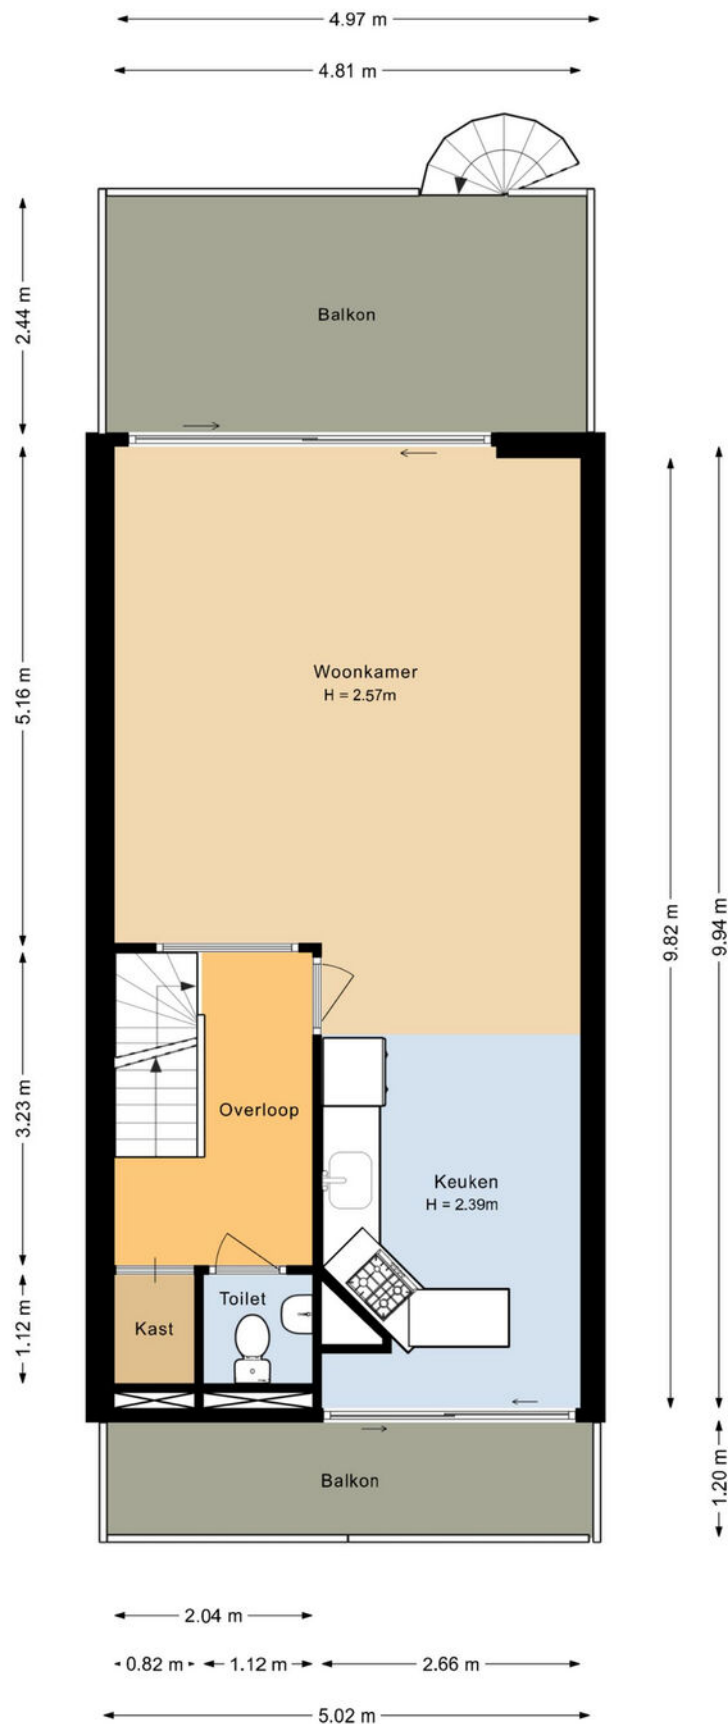 4.97 m
4.81 m
2.44 m
Balkon
5.16 m
Woonkamer
H = 2.57m
9.82 m
9.94 m
3.23 m
Overloop
Keuken
H = 2.39m
1.12 m
Toilet
Kast
1.20 m
Balkon
2.04 m
0.82 m
1.12 m
2.66 m
5.02 m